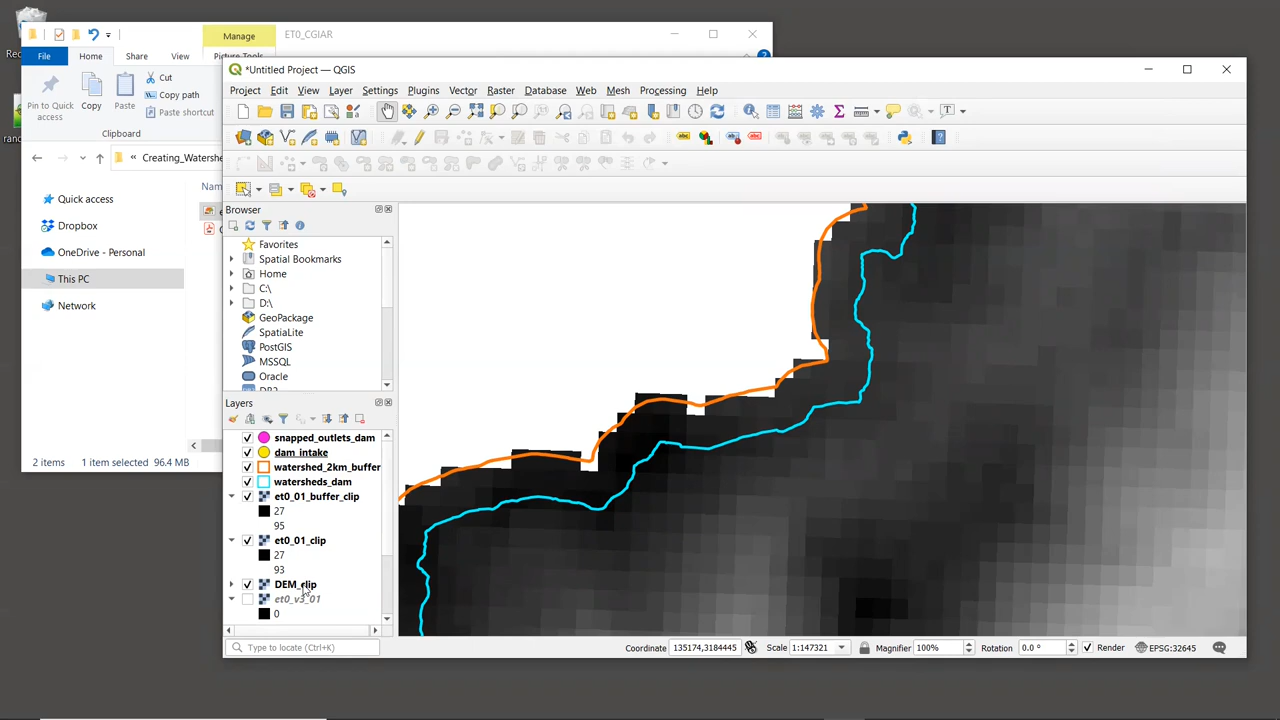 Manage
ET0_CGIAR
File
Home
Share
View
Picture Tools
Pin to Quick access
Copy
Paste
Cut
Copy path
Paste shortcut
Clipboard
« Creating_Watershe
Quick access
Dropbox
OneDrive - Personal
This PC
Network
2 items
1 item selected 96.4 MB
*Untitled Project — QGIS
Project
Edit
View
Layer
Settings
Plugins
Vector
Raster
Database
Web
Mesh
Processing
Help
Browser
Favorites
Spatial Bookmarks
Home
C:\
D:\
GeoPackage
SpatiaLite
PostGIS
MSSQL
Oracle
DB2
Layers
snapped_outlets_dam
dam_intake
watershed_2km_buffer
watersheds_dam
et0_01_buffer_clip
27
95
et0_01_clip
27
93
DEM_clip
et0_v3_01
0
Type to locate (Ctrl+K)
Coordinate 135174,3184445
Scale 1:147321
Magnifier 100%
Rotation 0.0 °
Render
EPSG:32645